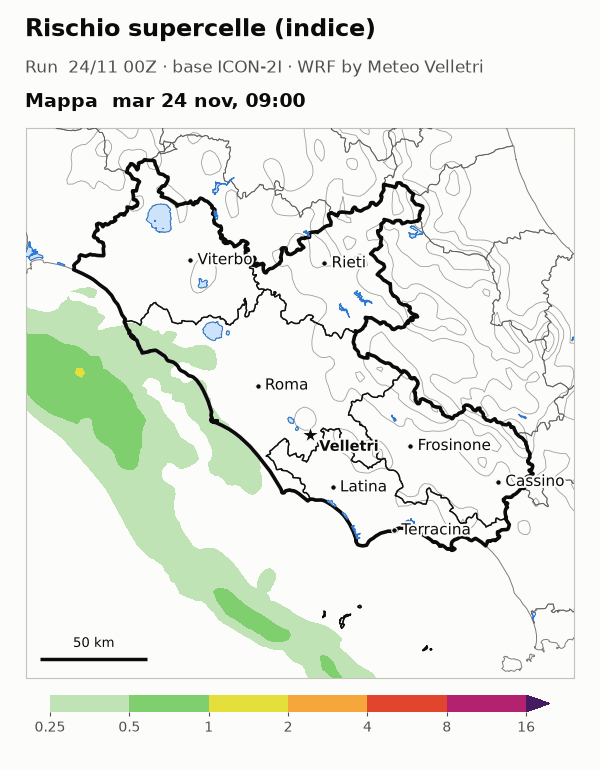 Rischio supercelle (indice)
Run 24/11 00Z · base ICON-2I · WRF by Meteo Velletri
Mappa mar 24 nov, 09:00
Viterbo
Rieti
Roma
Velletri
Frosinone
Latina
Cassino
Terracina
50 km
0.25 0.5 1 2 4 8 16